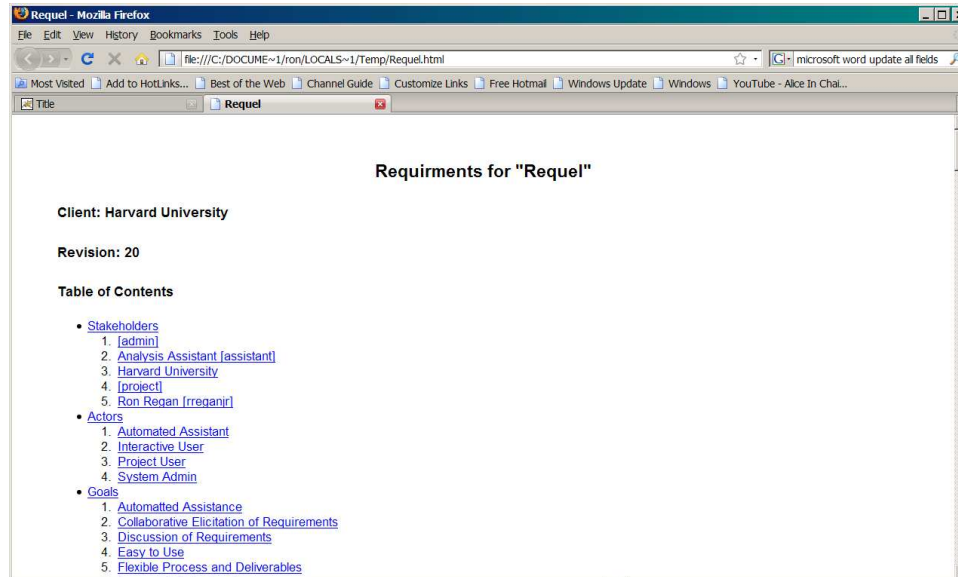 Requel - Mozilla Firefox
File Edit View History Bookmarks Tools Help
file:///C:/DOCUME~1/ron/LOCALS~1/Temp/Requel.html G microsoft word update all fields
Most Visited Add to HotLinks... Best of the Web Channel Guide Customize Links Free Hotmail Windows Update Windows YouTube - Alice In Chai...
Title Requel
Requirments for "Requel"
Client: Harvard University
Revision: 20
Table of Contents
• Stakeholders
1. [admin]
2. Analysis Assistant [assistant]
3. Harvard University
4. [project]
5. Ron Regan [rreganjr]
• Actors
1. Automated Assistant
2. Interactive User
3. Project User
4. System Admin
• Goals
1. Automatted Assistance
2. Collaborative Elicitation of Requirements
3. Discussion of Requirements
4. Easy to Use
5. Flexible Process and Deliverables